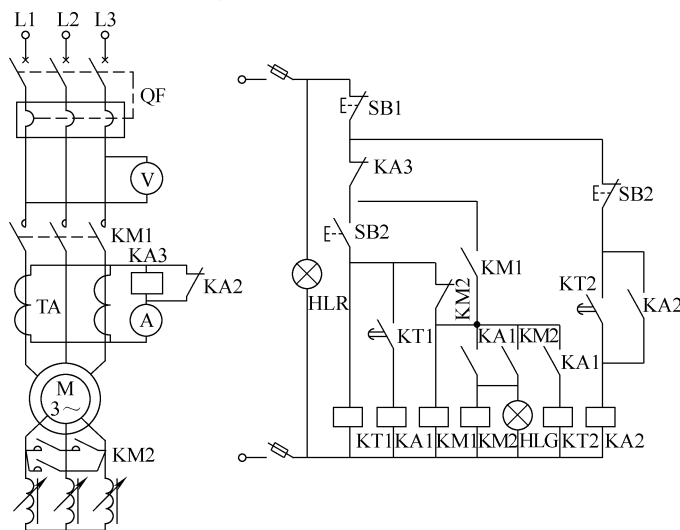 L1 L2 L3
QF
V
KM1
KA3
KA2
TA
A
M
3～
KM2
SB1
KA3
SB2
SB2
KM1
HLR
KM2
KT2
KA2
KT1
KA1
KM2
KA1
KT1 KA1 KM1 KM2 HLG KT2 KA2